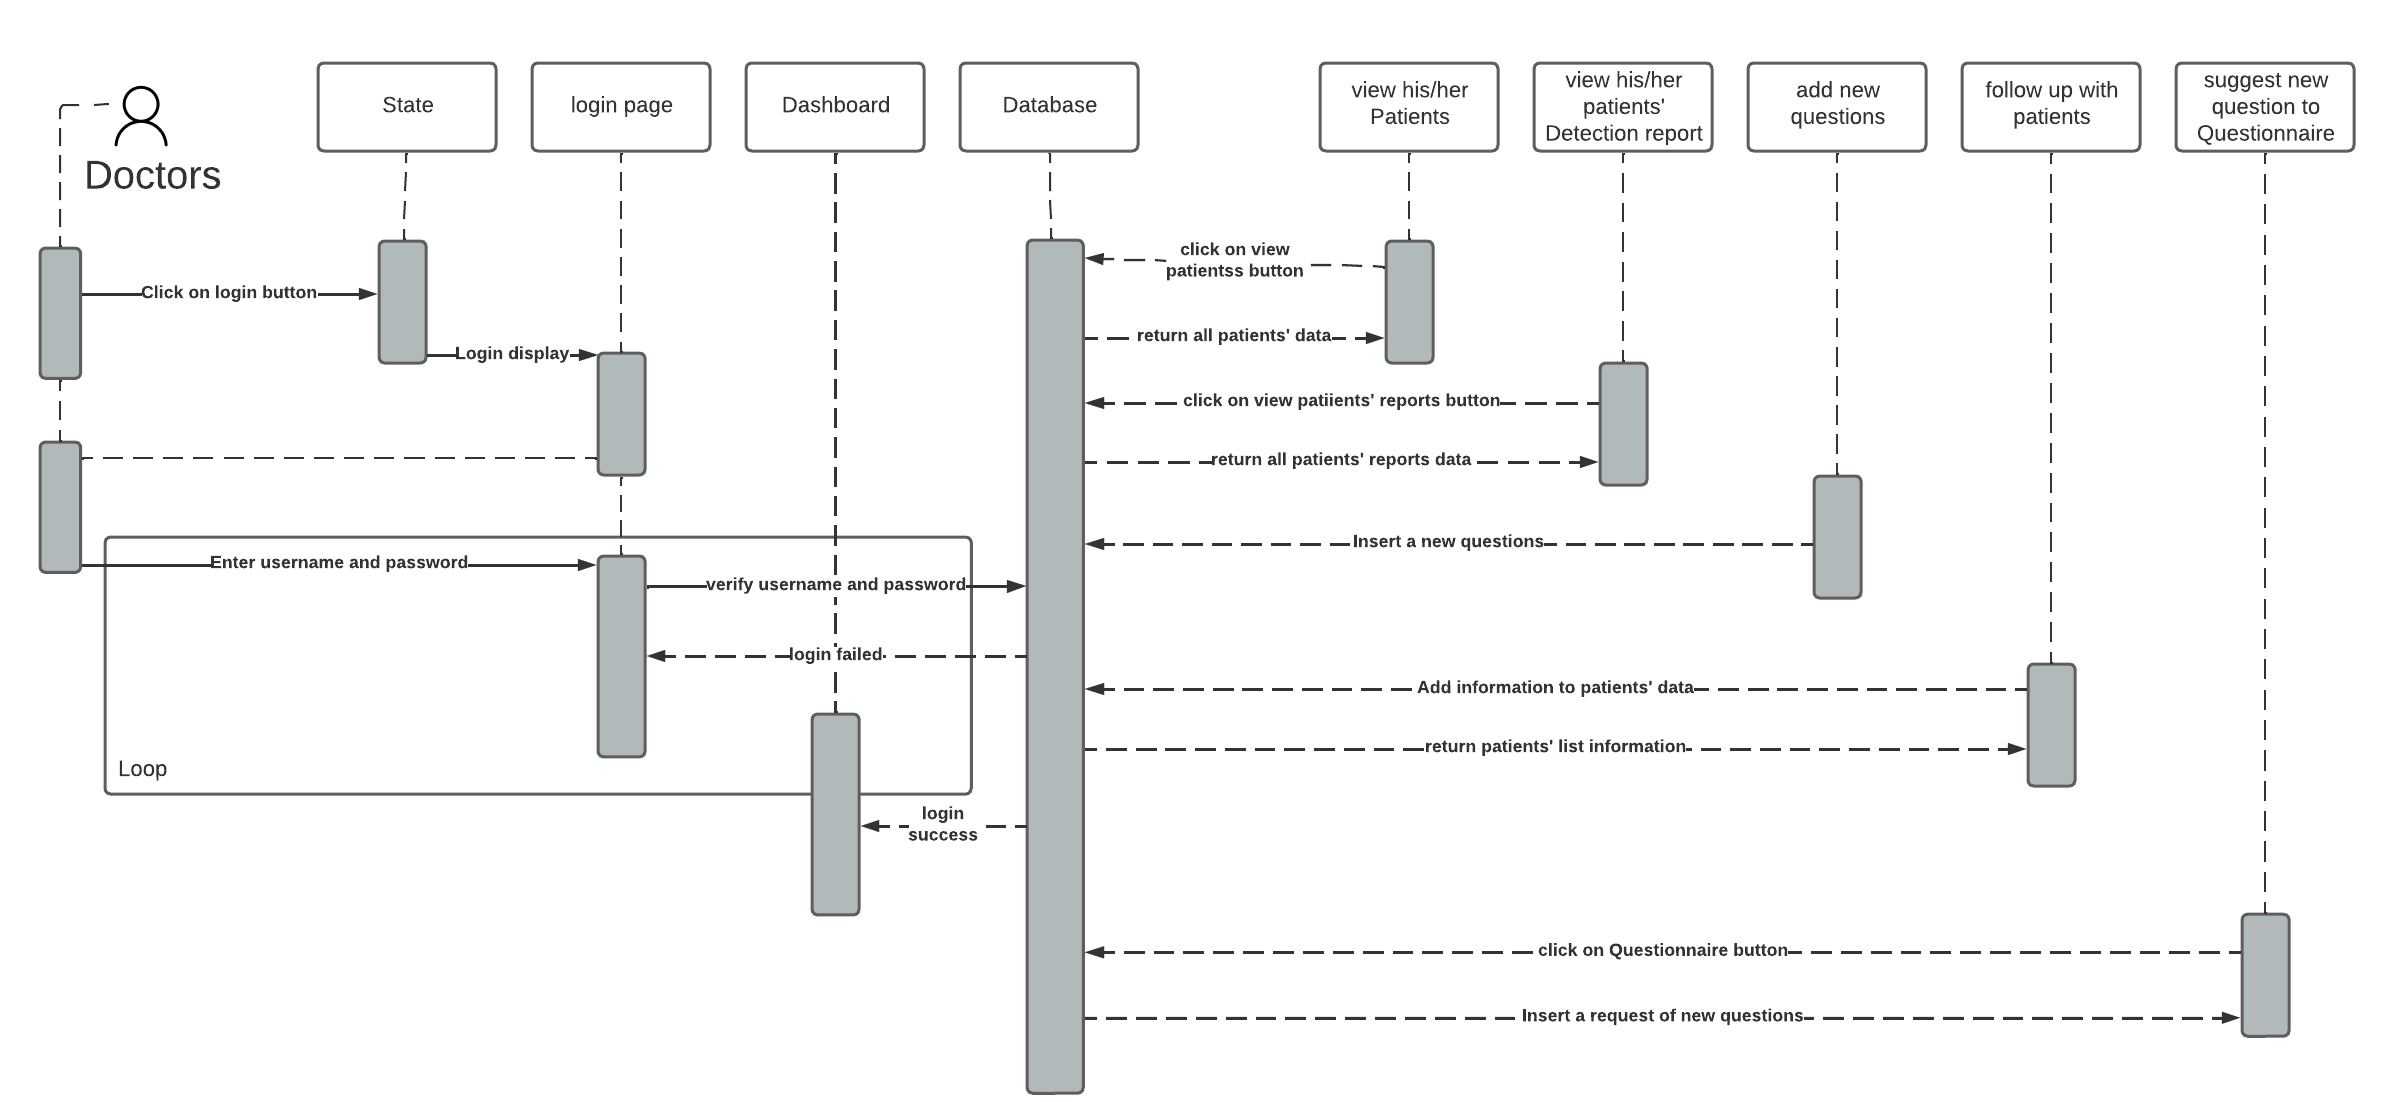 Doctors
State
login page
Dashboard
Database
view his/her
Patients
view his/her
patients'
Detection report
add new
questions
follow up with
patients
suggest new
question to
Questionnaire
click on view
patientss button
Click on login button
return all patients' data
Login display
click on view patiients' reports button
return all patients' reports data
Insert a new questions
Enter username and password
verify username and password
login failed
Add information to patients' data
return patients' list information
Loop
login
success
click on Questionnaire button
Insert a request of new questions